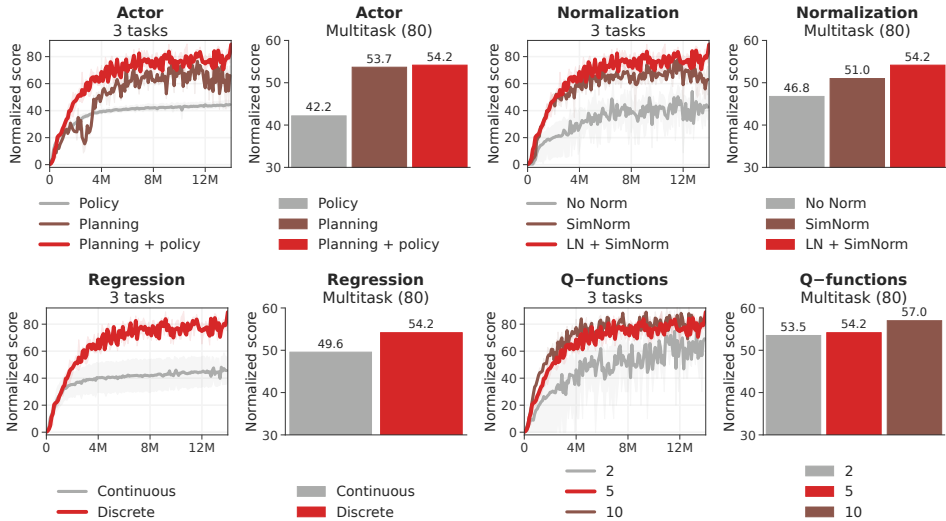 Actor
3 tasks
Normalized score
80
60
40
20
0
0
4M
8M
12M
Policy
Planning
Planning + policy
Actor
Multitask (80)
Normalized score
60
50
40
30
42.2
53.7
54.2
Policy
Planning
Planning + policy
Normalization
3 tasks
Normalized score
80
60
40
20
0
0
4M
8M
12M
No Norm
SimNorm
LN + SimNorm
Normalization
Multitask (80)
Normalized score
60
50
40
30
46.8
51.0
54.2
No Norm
SimNorm
LN + SimNorm
Regression
3 tasks
Normalized score
80
60
40
20
0
0
4M
8M
12M
Continuous
Discrete
Regression
Multitask (80)
Normalized score
60
50
40
30
49.6
54.2
Continuous
Discrete
Q−functions
3 tasks
Normalized score
80
60
40
20
0
0
4M
8M
12M
2
5
10
Q−functions
Multitask (80)
Normalized score
60
50
40
30
53.5
54.2
57.0
2
5
10